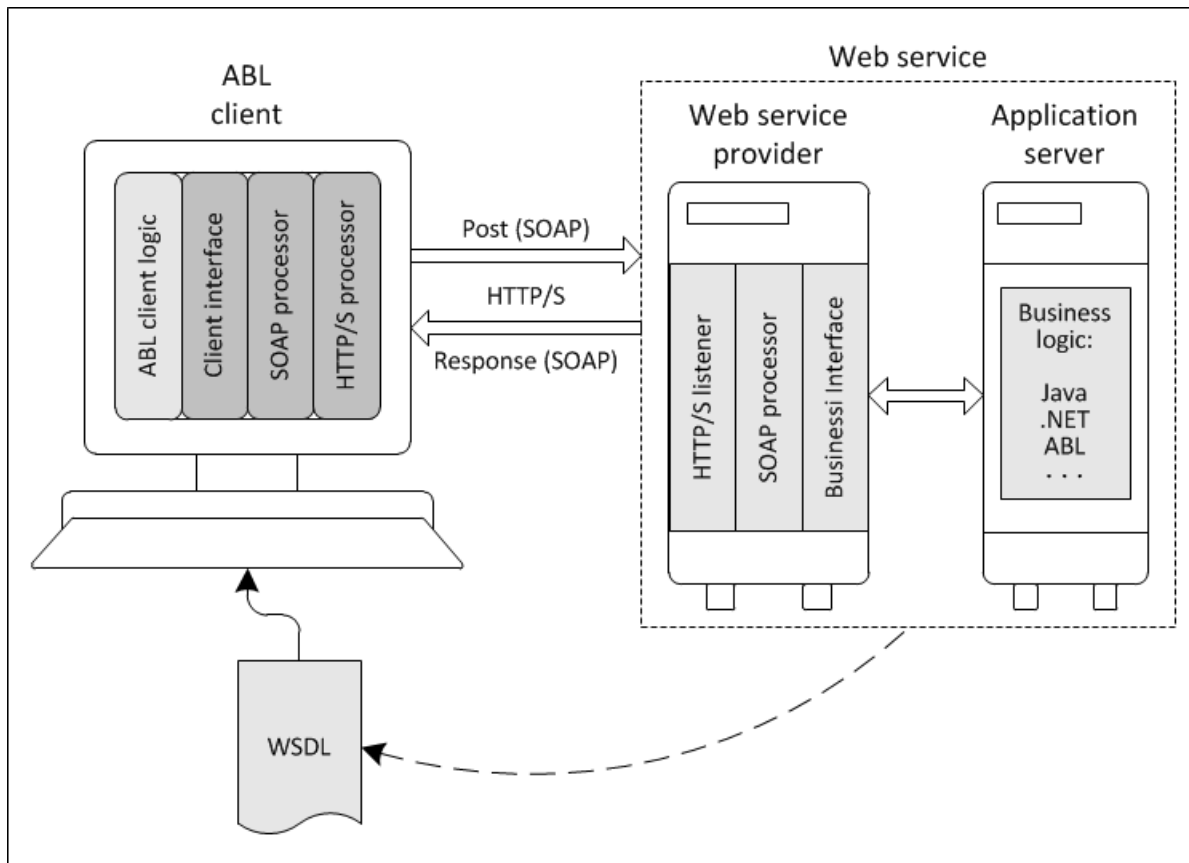 ABL
client
ABL client logic
Client interface
SOAP processor
HTTP/S processor
Post (SOAP)
HTTP/S
Response (SOAP)
Web service
Web service
provider
HTTP/S listener
SOAP processor
Businessi Interface
Application
server
Business
logic:
Java
.NET
ABL
. . .
WSDL